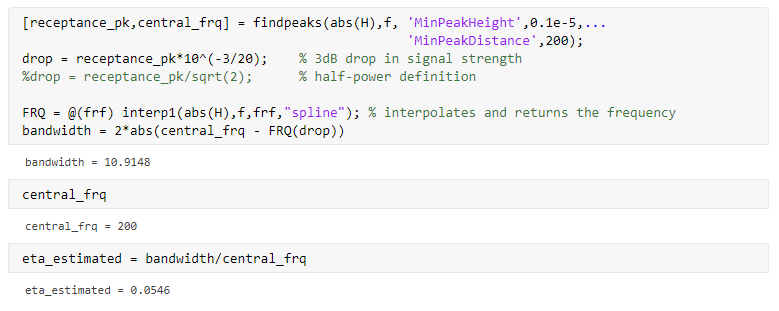 [receptance_pk,central_frq] = findpeaks(abs(H),f, 'MinPeakHeight',0.1e-5,...
'MinPeakDistance',200);
drop = receptance_pk*10^(-3/20);    % 3dB drop in signal strength
%drop = receptance_pk/sqrt(2);      % half-power definition
FRQ = @(frf) interp1(abs(H),f,frf,"spline"); % interpolates and returns the frequency
bandwidth = 2*abs(central_frq - FRQ(drop))
bandwidth = 10.9148
central_frq
central_frq = 200
eta_estimated = bandwidth/central_frq
eta_estimated = 0.0546